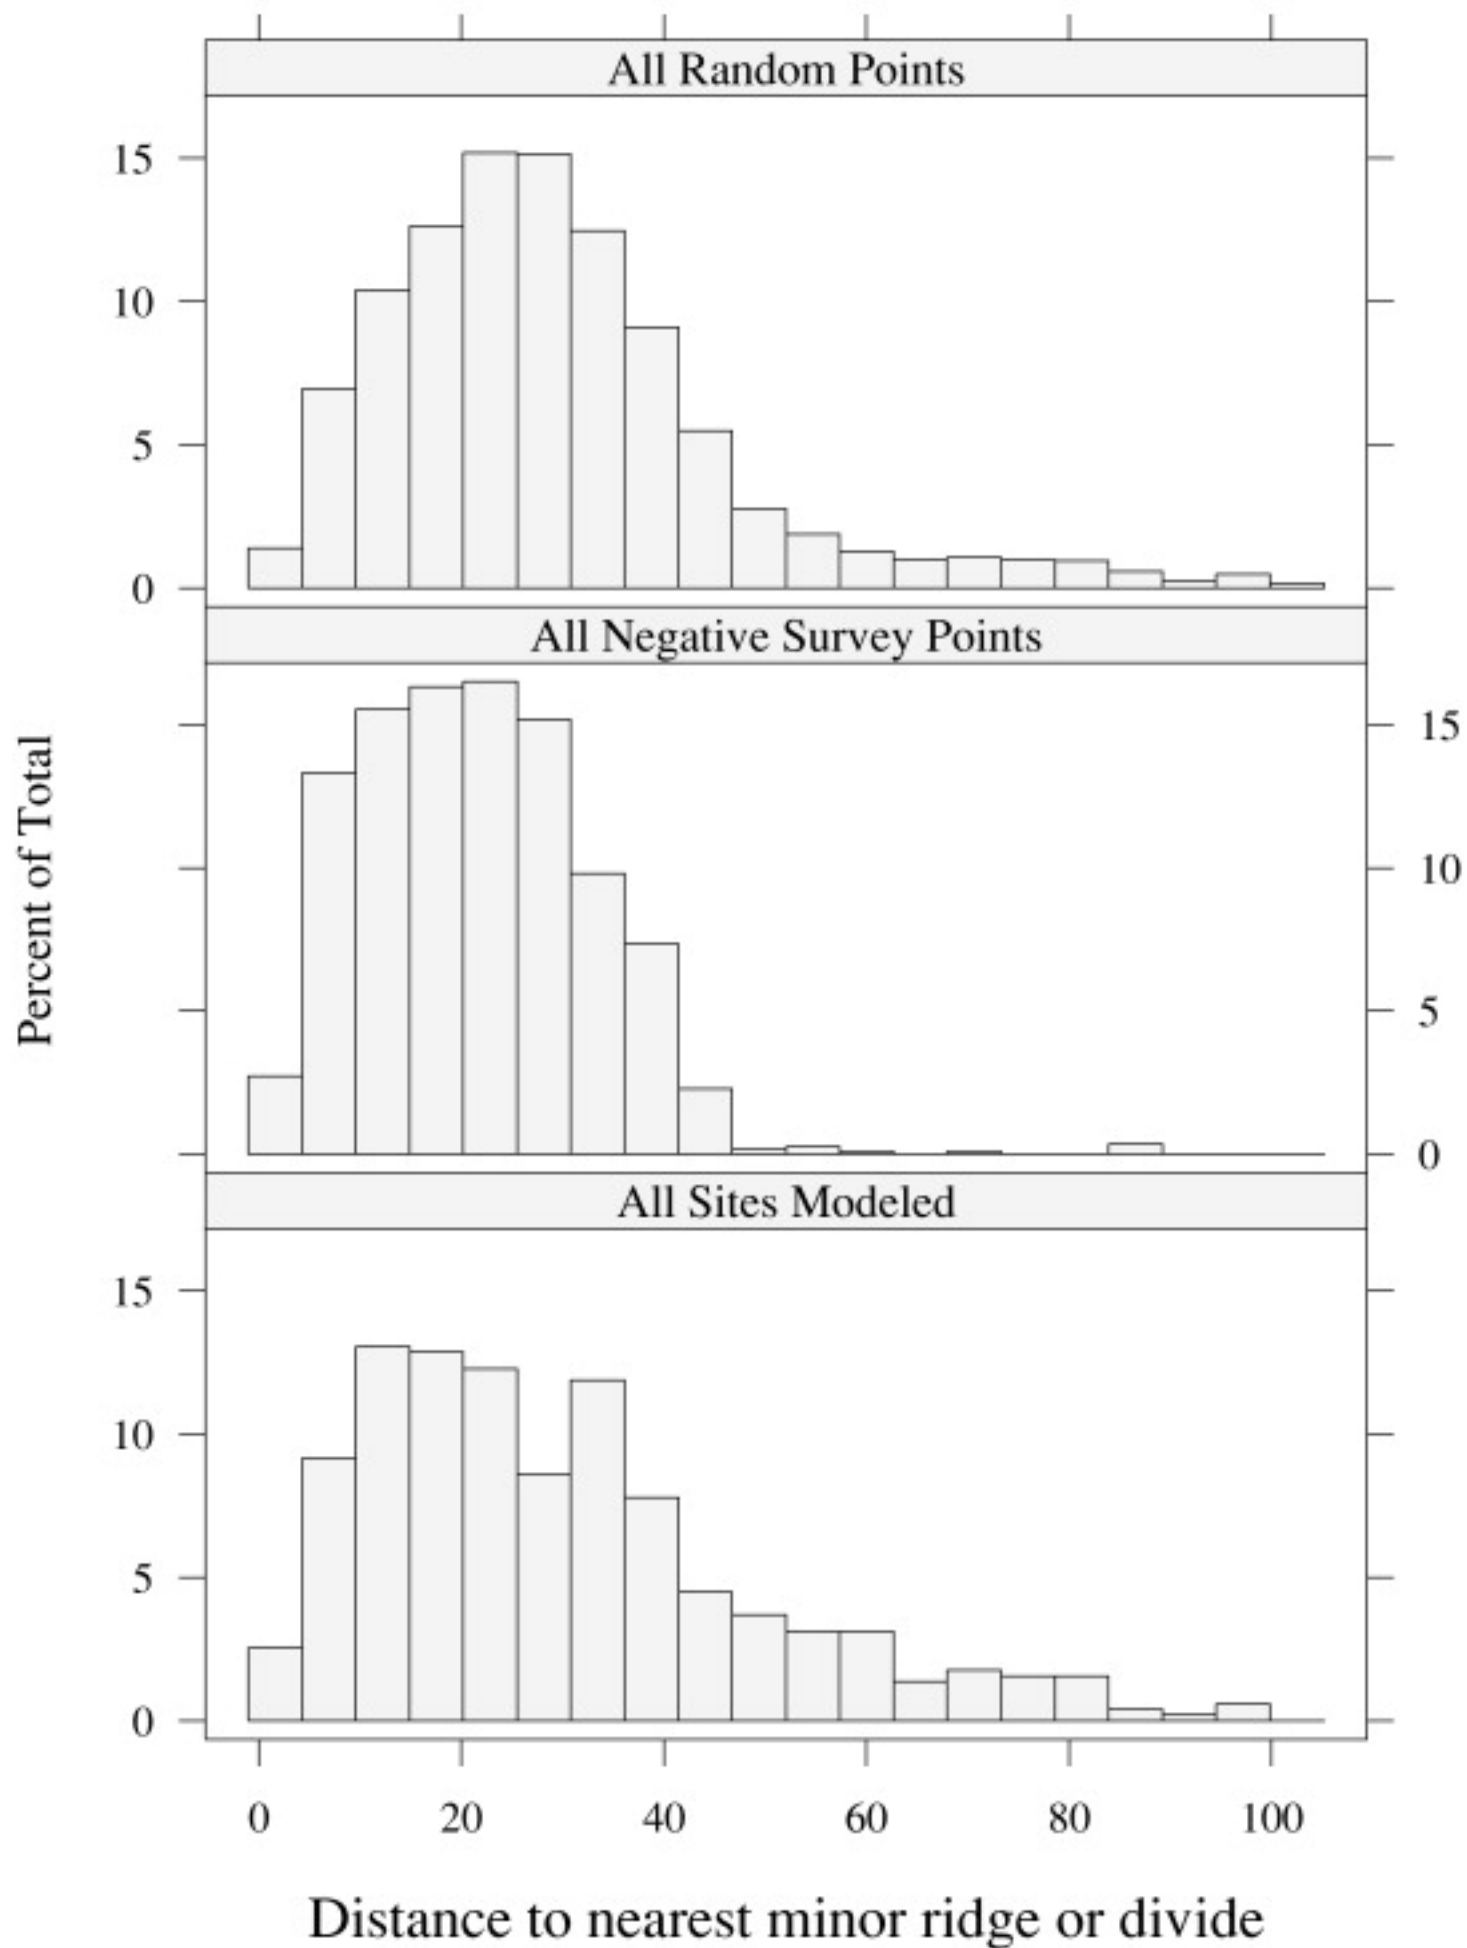 All Random Points
15
10
5
0
All Negative Survey Points
15
10
5
0
Percent of Total
All Sites Modeled
15
10
5
0
0 20 40 60 80 100
Distance to nearest minor ridge or divide